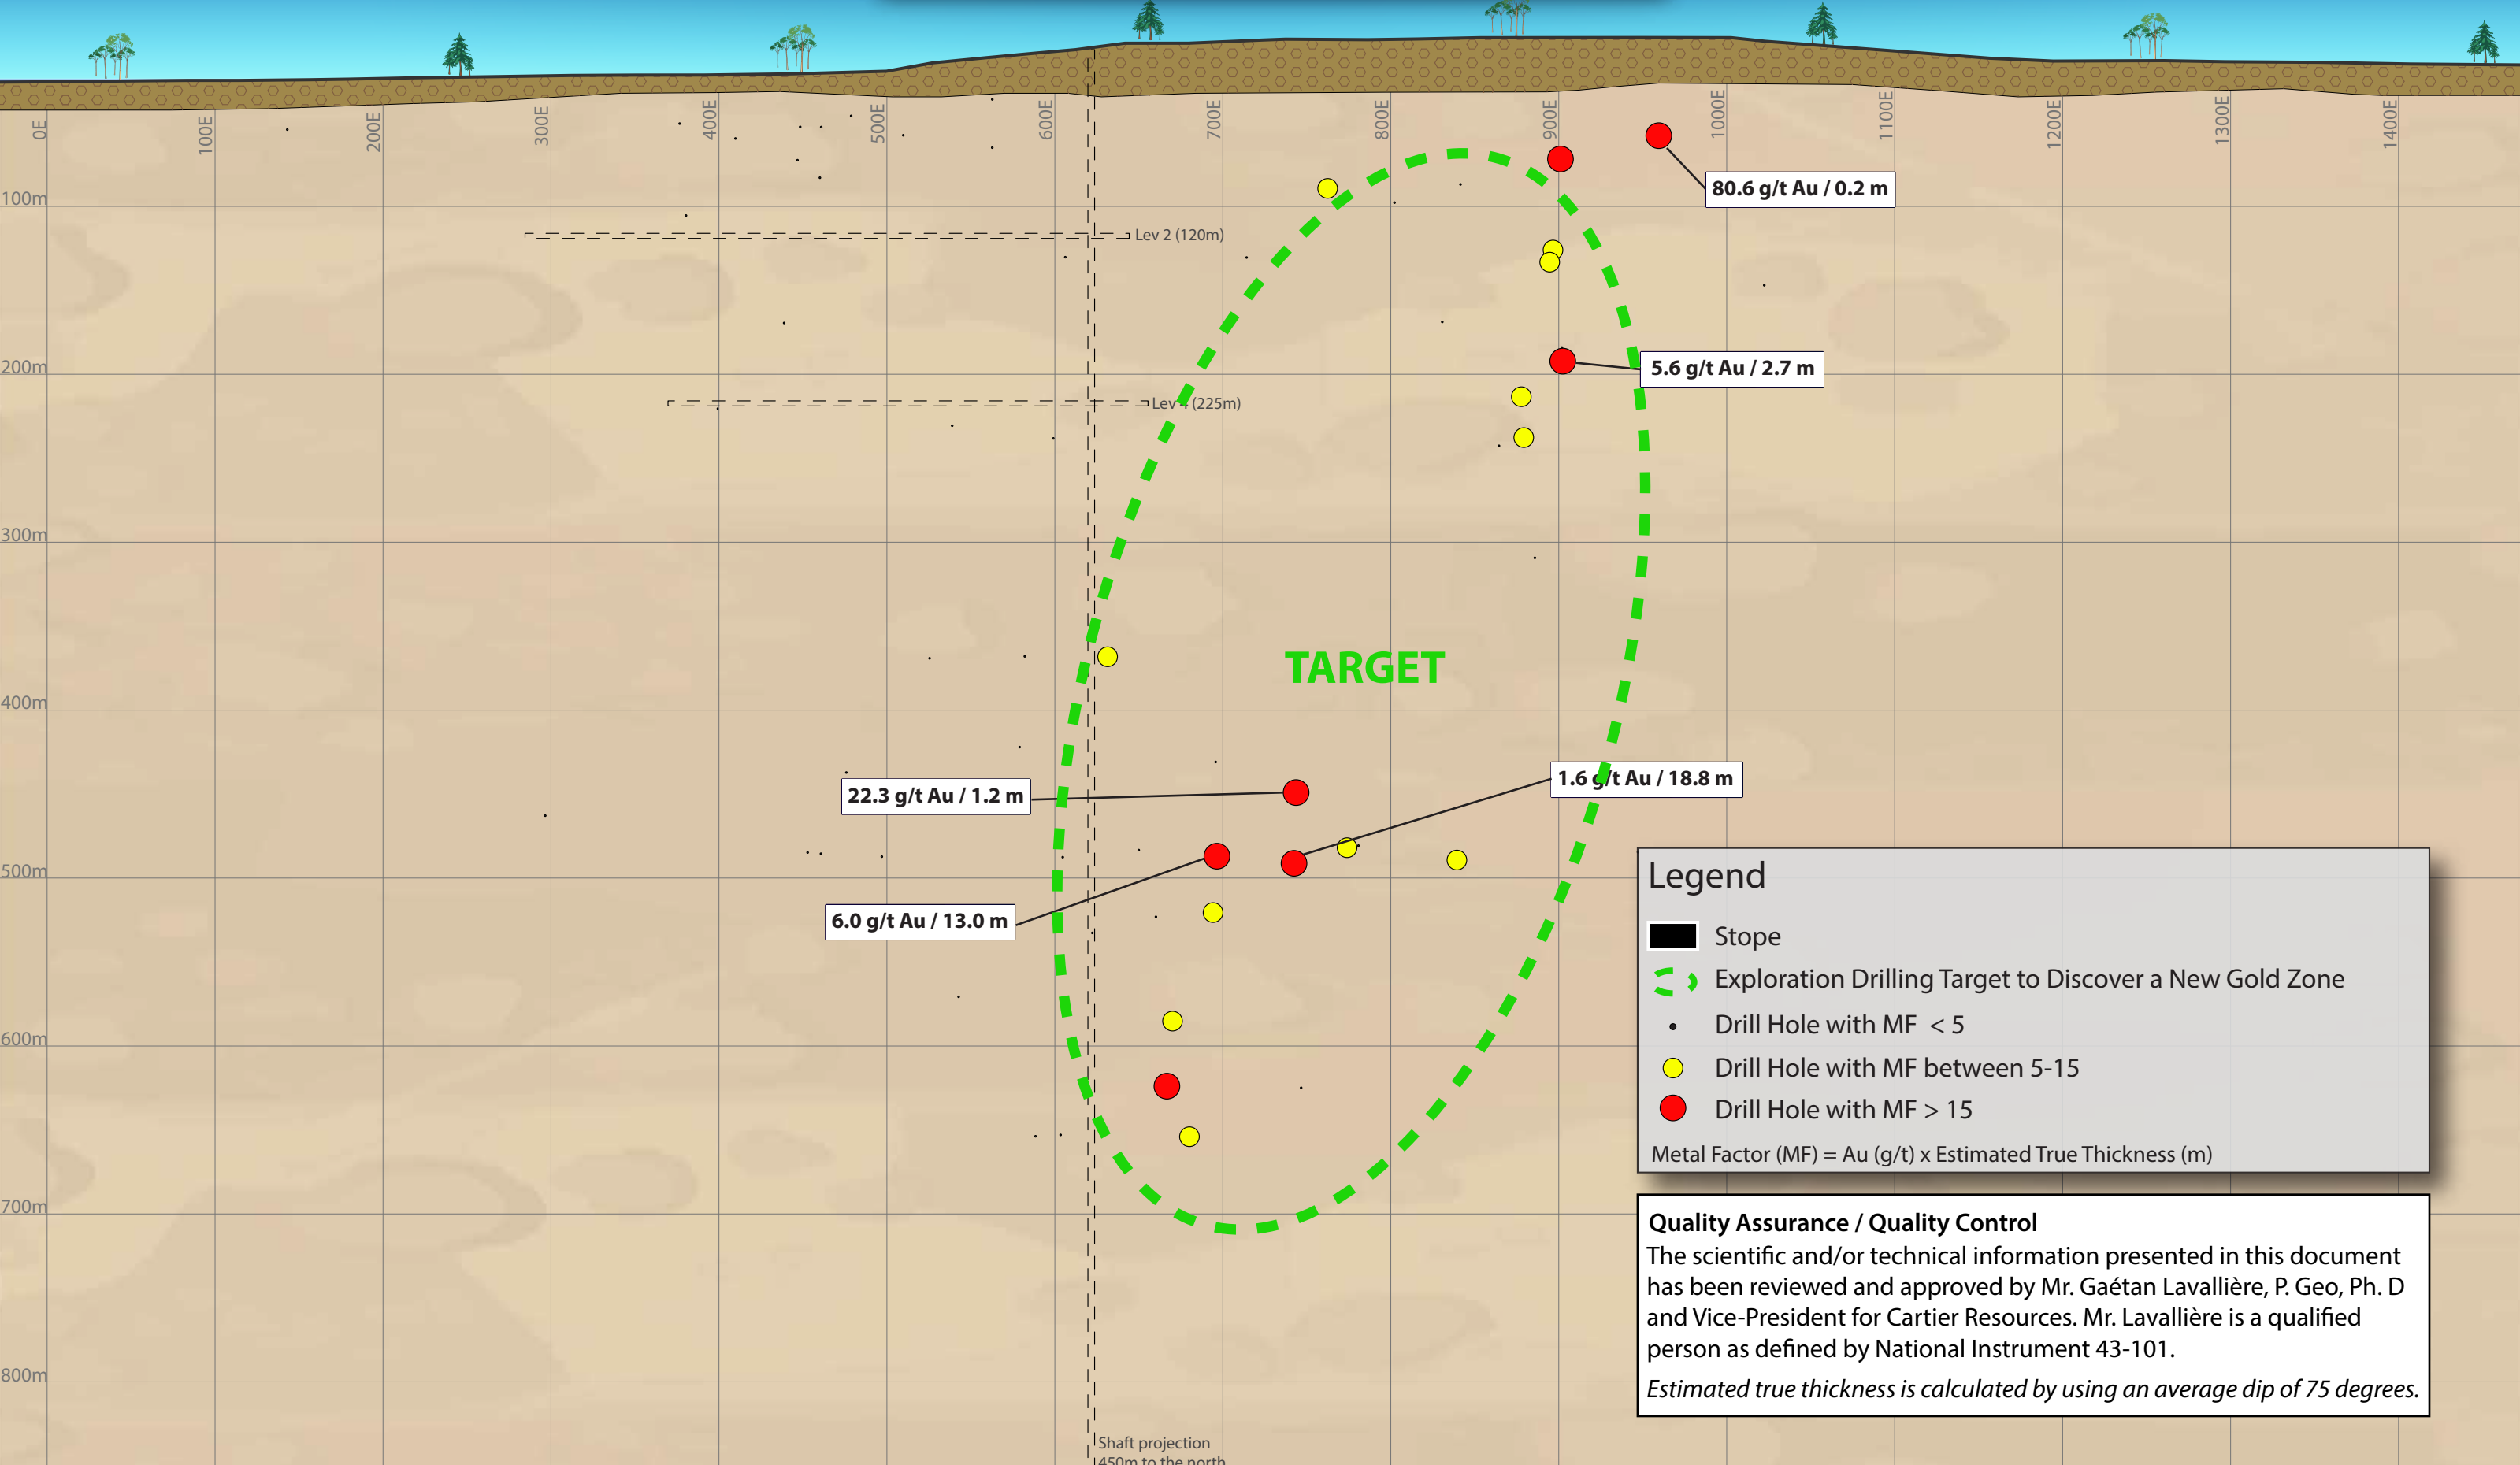 0E
100E
200E
300E
400E
500E
600E
700E
800E
900E
1000E
1100E
1200E
1300E
1400E
80.6 g/t Au / 0.2 m
100m
Lev 2 (120m)
200m
5.6 g/t Au / 2.7 m
Lev 4 (225m)
300m
TARGET
400m
1.6 g/t Au / 18.8 m
22.3 g/t Au / 1.2 m
500m
6.0 g/t Au / 13.0 m
600m
700m
800m
Legend
Stope
Exploration Drilling Target to Discover a New Gold Zone
Drill Hole with MF < 5
Drill Hole with MF between 5-15
Drill Hole with MF > 15
Metal Factor (MF) = Au (g/t) x Estimated True Thickness (m)
Quality Assurance / Quality Control
The scientific and/or technical information presented in this document
has been reviewed and approved by Mr. Gaétan Lavallière, P. Geo, Ph. D
and Vice-President for Cartier Resources. Mr. Lavallière is a qualified
person as defined by National Instrument 43-101.
Estimated true thickness is calculated by using an average dip of 75 degrees.
Shaft projection
450m to the north